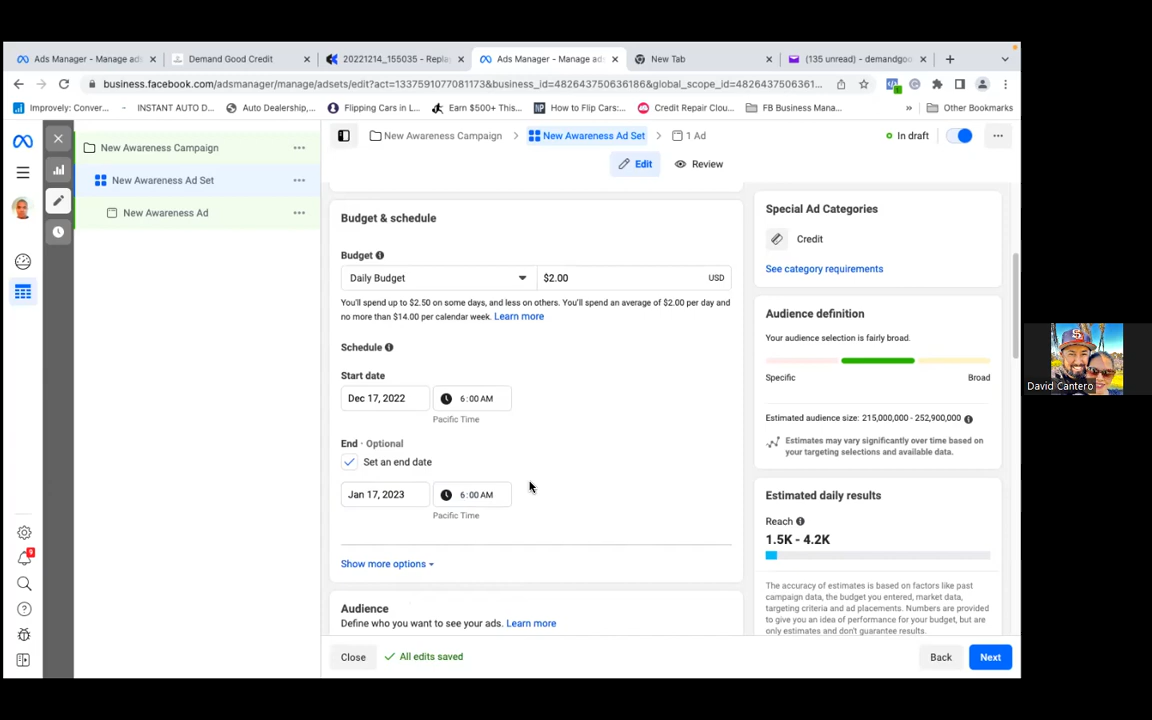 Ads Manager - Manage ad
Demand Good Credit
20221214_155035 - Repla
Ads Manager - Manage ads
New Tab
(135 unread) - demandgoo
business.facebook.com/adsmanager/manage/adsets/edit?act=1337591077081173&business_id=482643750636186&global_scope_id=4826437506361...
Improvely: Conver...
INSTANT AUTO D...
Auto Dealership,...
Flipping Cars in L...
Earn $500+ This...
How to Flip Cars:...
Credit Repair Clou...
FB Business Mana...
»
Other Bookmarks
New Awareness Campaign
New Awareness Ad Set
1 Ad
In draft
Edit
Review
New Awareness Campaign
New Awareness Ad Set
New Awareness Ad
Budget & schedule
Budget
Daily Budget
$2.00
USD
You'll spend up to $2.50 on some days, and less on others. You'll spend an average of $2.00 per day and
no more than $14.00 per calendar week. Learn more
Schedule
Start date
Dec 17, 2022
6:00 AM
Pacific Time
End · Optional
Set an end date
Jan 17, 2023
6:00 AM
Pacific Time
Show more options
Audience
Define who you want to see your ads. Learn more
Special Ad Categories
Credit
See category requirements
Audience definition
Your audience selection is fairly broad.
Specific
Broad
Estimated audience size: 215,000,000 - 252,900,000
Estimates may vary significantly over time based on
your targeting selections and available data.
Estimated daily results
Reach
1.5K - 4.2K
The accuracy of estimates is based on factors like past
campaign data, the budget you entered, market data,
targeting criteria and ad placements. Numbers are provided
to give you an idea of performance for your budget, but are
only estimates and don't guarantee results.
Close
All edits saved
Back
Next
David Cantero